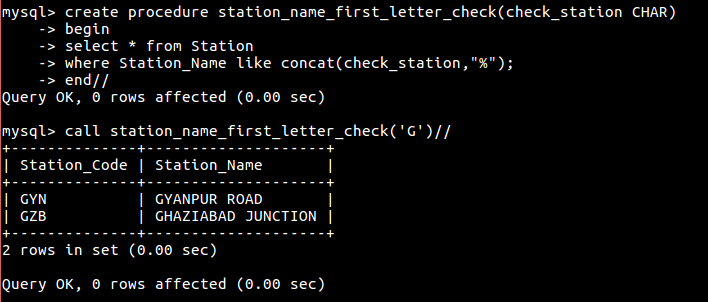 mysql> create procedure station_name_first_letter_check(check_station CHAR)
    -> begin
    -> select * from Station
    -> where Station_Name like concat(check_station,"%");
    -> end//
Query OK, 0 rows affected (0.00 sec)

mysql> call station_name_first_letter_check('G')//
+--------------+--------------------+
| Station_Code | Station_Name       |
+--------------+--------------------+
| GYN          | GYANPUR ROAD       |
| GZB          | GHAZIABAD JUNCTION |
+--------------+--------------------+
2 rows in set (0.00 sec)

Query OK, 0 rows affected (0.00 sec)